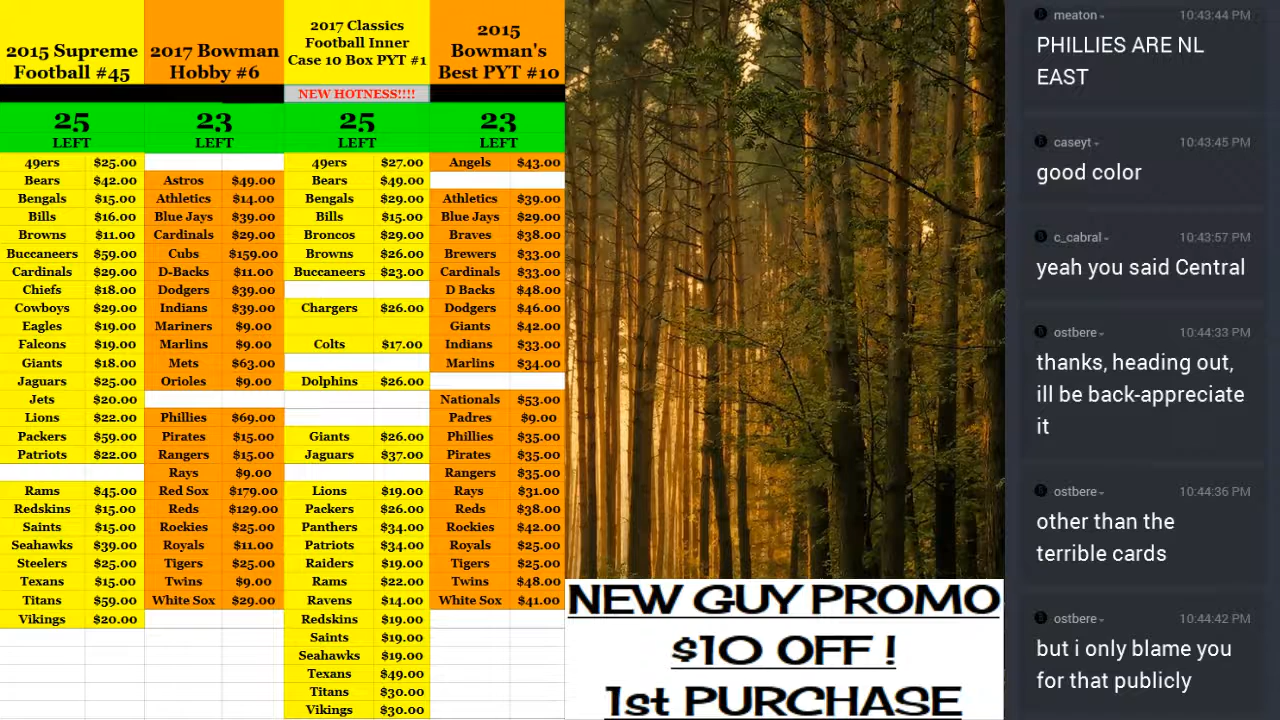 2015 Supreme
Football #45
25
LEFT
49ers $25.00
Bears $42.00
Bengals $15.00
Bills $16.00
Browns $11.00
Buccaneers $59.00
Cardinals $29.00
Chiefs $18.00
Cowboys $29.00
Eagles $19.00
Falcons $19.00
Giants $18.00
Jaguars $25.00
Jets $20.00
Lions $22.00
Packers $59.00
Patriots $22.00
Rams $45.00
Redskins $15.00
Saints $15.00
Seahawks $39.00
Steelers $25.00
Texans $15.00
Titans $59.00
Vikings $20.00
2017 Bowman
Hobby #6
23
LEFT
Astros $49.00
Athletics $14.00
Blue Jays $39.00
Cardinals $29.00
Cubs $159.00
D-Backs $11.00
Dodgers $39.00
Indians $39.00
Mariners $9.00
Marlins $9.00
Mets $63.00
Orioles $9.00
Phillies $69.00
Pirates $15.00
Rangers $15.00
Rays $9.00
Red Sox $179.00
Reds $129.00
Rockies $25.00
Royals $11.00
Tigers $25.00
Twins $9.00
White Sox $29.00
2017 Classics
Football Inner
Case 10 Box PYT #1
NEW HOTNESS!!!!
25
LEFT
49ers $27.00
Bears $49.00
Bengals $29.00
Bills $15.00
Broncos $29.00
Browns $26.00
Buccaneers $23.00
Chargers $26.00
Colts $17.00
Dolphins $26.00
Giants $26.00
Jaguars $37.00
Lions $19.00
Packers $26.00
Panthers $34.00
Patriots $34.00
Raiders $19.00
Rams $22.00
Ravens $14.00
Redskins $19.00
Saints $19.00
Seahawks $19.00
Texans $49.00
Titans $30.00
Vikings $30.00
2015
Bowman's
Best PYT #10
23
LEFT
Angels $43.00
Athletics $39.00
Blue Jays $29.00
Braves $38.00
Brewers $33.00
Cardinals $33.00
D Backs $48.00
Dodgers $46.00
Giants $42.00
Indians $33.00
Marlins $34.00
Nationals $53.00
Padres $9.00
Phillies $35.00
Pirates $35.00
Rangers $35.00
Rays $31.00
Reds $38.00
Rockies $42.00
Royals $25.00
Tigers $25.00
Twins $48.00
White Sox $41.00
NEW GUY PROMO
$10 OFF !
1st PURCHASE
meaton 10:43:44 PM
PHILLIES ARE NL
EAST
caseyt 10:43:45 PM
good color
c_cabral 10:43:57 PM
yeah you said Central
ostbere 10:44:33 PM
thanks, heading out,
ill be back-appreciate
it
ostbere 10:44:36 PM
other than the
terrible cards
ostbere 10:44:42 PM
but i only blame you
for that publicly